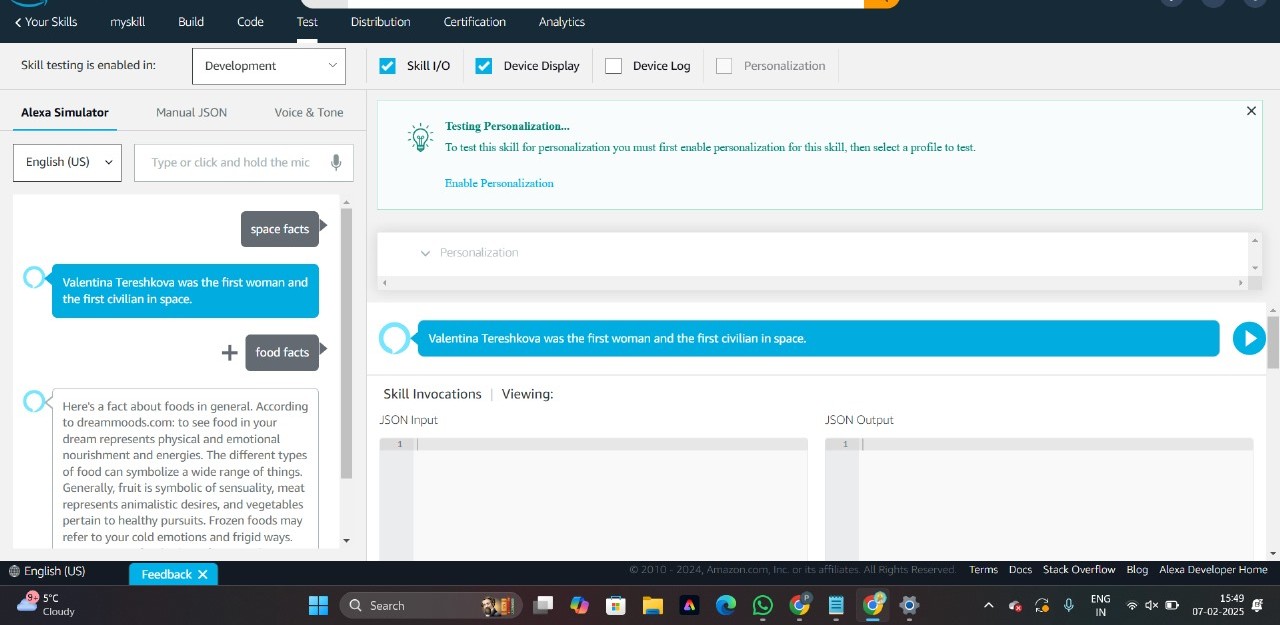 Your Skills
myskill
Build
Code
Test
Distribution
Certification
Analytics
Skill testing is enabled in:
Development
Skill I/O
Device Display
Device Log
Personalization
Alexa Simulator
Manual JSON
Voice & Tone
English (US)
Type or click and hold the mic
space facts
Valentina Tereshkova was the first woman and
the first civilian in space.
food facts
Here's a fact about foods in general. According
to dreammoods.com: to see food in your
dream represents physical and emotional
nourishment and energies. The different types
of food can symbolize a wide range of things.
Generally, fruit is symbolic of sensuality, meat
represents animalistic desires, and vegetables
pertain to healthy pursuits. Frozen foods may
refer to your cold emotions and frigid ways.
Testing Personalization...
To test this skill for personalization you must first enable personalization for this skill, then select a profile to test.
Enable Personalization
Personalization
Valentina Tereshkova was the first woman and the first civilian in space.
Skill Invocations | Viewing:
JSON Input
JSON Output
1
1
English (US)
Feedback
© 2010 - 2024, Amazon.com, Inc. or its affiliates. All Rights Reserved.
Terms
Docs
Stack Overflow
Blog
Alexa Developer Home
9+
5°C
Cloudy
Search
ENG
IN
15:49
07-02-2025